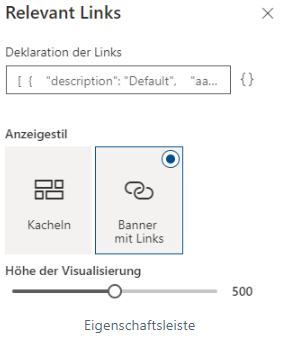 Relevant Links
Deklaration der Links
[ { "description": "Default", "aa...
{}
Anzeigestil
Kacheln
Banner
mit Links
Höhe der Visualisierung
500
Eigenschaftsleiste